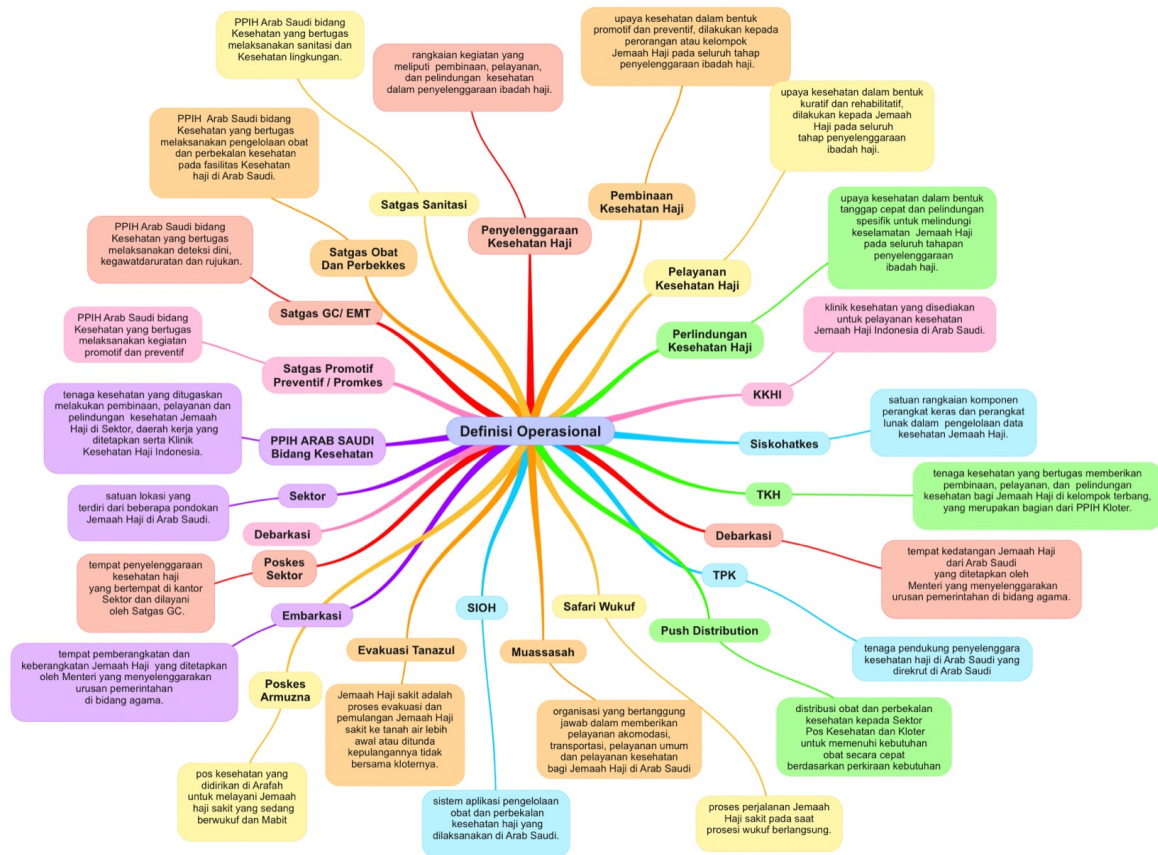 Definisi Operasional
Penyelenggaraan
Kesehatan Haji
rangkaian kegiatan yang
meliputi pembinaan, pelayanan,
dan pelindungan kesehatan
dalam penyelenggaraan ibadah haji.
Pembinaan
Kesehatan Haji
upaya kesehatan dalam bentuk
promotif dan preventif, dilakukan kepada
perorangan atau kelompok
Jemaah Haji pada seluruh tahap
penyelenggaraan ibadah haji.
Pelayanan
Kesehatan Haji
upaya kesehatan dalam bentuk
kuratif dan rehabilitatif,
dilakukan kepada Jemaah
Haji pada seluruh
tahap penyelenggaraan
ibadah haji.
Perlindungan
Kesehatan Haji
upaya kesehatan dalam bentuk
tanggap cepat dan pelindungan
spesifik untuk melindungi
keselamatan Jemaah Haji
pada seluruh tahapan
penyelenggaraan
ibadah haji.
KKHI
klinik kesehatan yang disediakan
untuk pelayanan kesehatan
Jemaah Haji Indonesia di Arab Saudi.
Siskohatkes
satuan rangkaian komponen
perangkat keras dan perangkat
lunak dalam pengelolaan data
kesehatan Jemaah Haji.
TKH
tenaga kesehatan yang bertugas memberikan
pembinaan, pelayanan, dan pelindungan
kesehatan bagi Jemaah Haji di kelompok terbang,
yang merupakan bagian dari PPIH Kloter.
Debarkasi
tempat kedatangan Jemaah Haji
dari Arab Saudi
yang ditetapkan oleh
Menteri yang menyelenggarakan
urusan pemerintahan di bidang agama.
TPK
tenaga pendukung penyelenggara
kesehatan haji di Arab Saudi yang
direkrut di Arab Saudi
Push Distribution
distribusi obat dan perbekalan
kesehatan kepada Sektor
Pos Kesehatan dan Kloter
untuk memenuhi kebutuhan
obat secara cepat
berdasarkan perkiraan kebutuhan
Safari Wukuf
proses perjalanan Jemaah
Haji sakit pada saat
prosesi wukuf berlangsung.
Muassasah
organisasi yang bertanggung
jawab dalam memberikan
pelayanan akomodasi,
transportasi, pelayanan umum
dan pelayanan kesehatan
bagi Jemaah Haji di Arab Saudi
SIOH
sistem aplikasi pengelolaan
obat dan perbekalan
kesehatan haji yang
dilaksanakan di Arab Saudi.
Evakuasi Tanazul
Jemaah Haji sakit adalah
proses evakuasi dan
pemulangan Jemaah Haji
sakit ke tanah air lebih
awal atau ditunda
kepulangannya tidak
bersama kloternya.
Poskes
Armuzna
pos kesehatan yang
didirikan di Arafah
untuk melayani Jemaah
haji sakit yang sedang
berwukuf dan Mabit
Embarkasi
tempat pemberangkatan dan
keberangkatan Jemaah Haji yang ditetapkan
oleh Menteri yang menyelenggarakan
urusan pemerintahan
di bidang agama.
Poskes
Sektor
tempat penyelenggaraan
kesehatan haji
yang bertempat di kantor
Sektor dan dilayani
oleh Satgas GC.
Debarkasi
Sektor
satuan lokasi yang
terdiri dari beberapa pondokan
Jemaah Haji di Arab Saudi.
PPIH ARAB SAUDI
Bidang Kesehatan
tenaga kesehatan yang ditugaskan
melakukan pembinaan, pelayanan dan
pelindungan kesehatan Jemaah
Haji di Sektor, daerah kerja yang
ditetapkan serta Klinik
Kesehatan Haji Indonesia.
Satgas Promotif
Preventif / Promkes
PPIH Arab Saudi bidang
Kesehatan yang bertugas
melaksanakan kegiatan
promotif dan preventif
Satgas GC/ EMT
PPIH Arab Saudi bidang
Kesehatan yang bertugas
melaksanakan deteksi dini,
kegawatdaruratan dan rujukan.
Satgas Obat
Dan Perbekkes
PPIH Arab Saudi bidang
Kesehatan yang bertugas
melaksanakan pengelolaan obat
dan perbekalan kesehatan
pada fasilitas Kesehatan
haji di Arab Saudi.
Satgas Sanitasi
PPIH Arab Saudi bidang
Kesehatan yang bertugas
melaksanakan sanitasi dan
Kesehatan lingkungan.